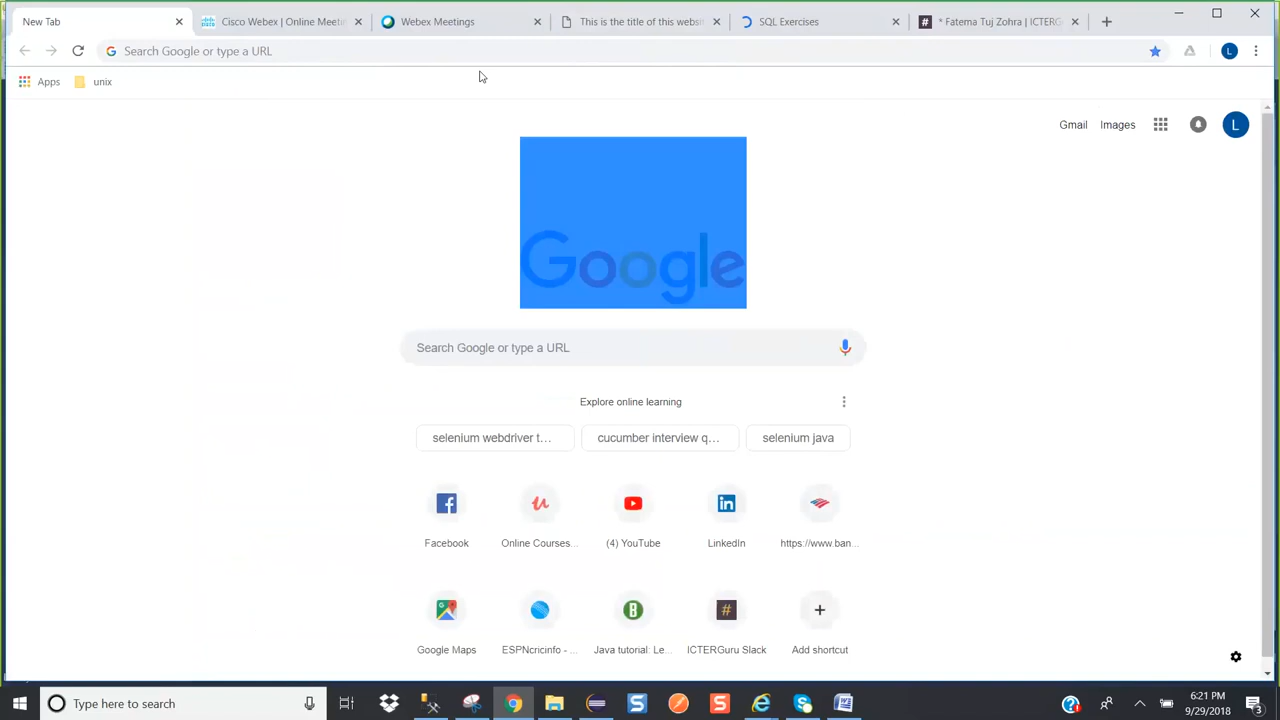 New Tab
Cisco Webex | Online Meetin
Webex Meetings
This is the title of this websi
SQL Exercises
# * Fatema Tuj Zohra | ICTERG
Search Google or type a URL
L
Apps
unix
Gmail
Images
L
Google
Search Google or type a URL
Explore online learning
selenium webdriver t...
cucumber interview q...
selenium java
Facebook
Online Courses...
(4) YouTube
LinkedIn
https://www.ban...
Google Maps
ESPNcricinfo - ...
Java tutorial: Le...
ICTERGuru Slack
Add shortcut
Type here to search
6:21 PM
9/29/2018
3